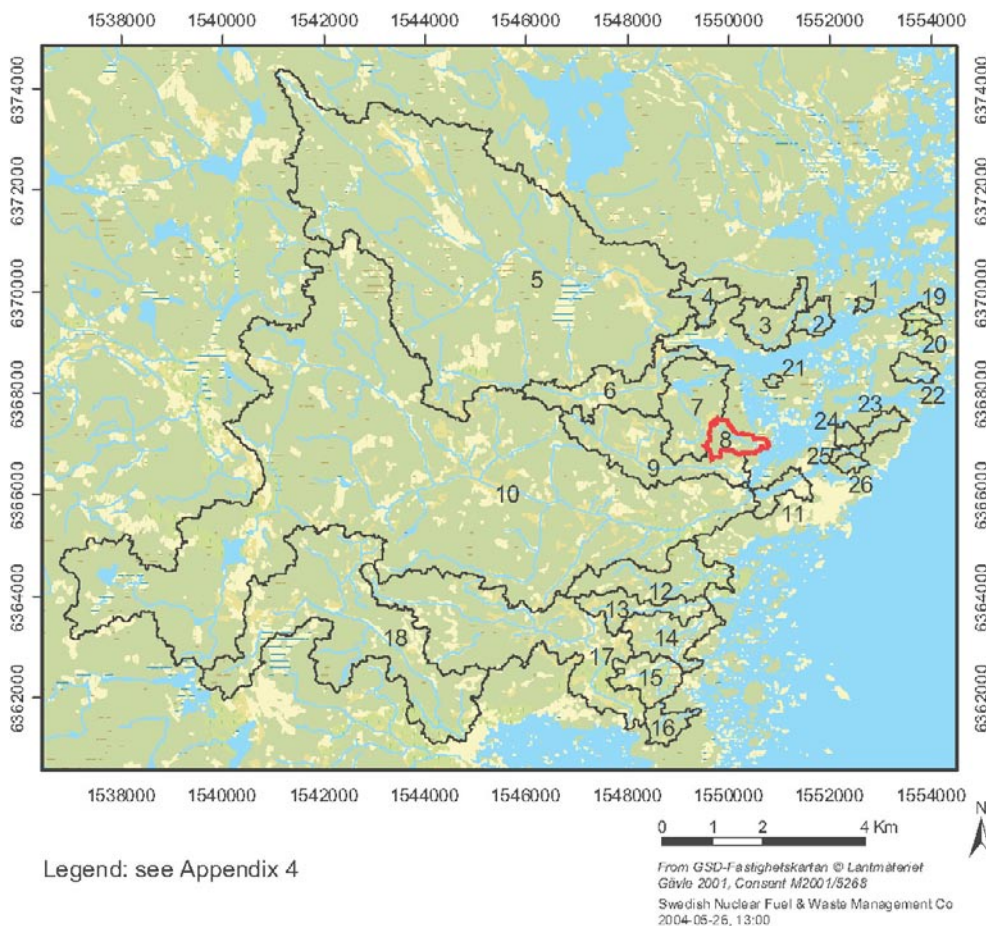 1538000 1540000 1542000 1544000 1546000 1548000 1550000 1552000 1554000
6374000 6374000
6372000 6372000
5 1
6370000 4 19 6370000
3 2
20
21
6368000 6 22 6368000
7 23
24
8
9 25
10 26
6366000 11 6366000
6364000 12 6364000
13
18 14
17
15
6362000 16 6362000
1538000 1540000 1542000 1544000 1546000 1548000 1550000 1552000 1554000
N
0 1 2 4 Km
Legend: see Appendix 4
From GSD-Fastighetskartan © Lantmäteriet
Gävle 2001, Consent M2001/5268
Swedish Nuclear Fuel & Waste Management Co
2004-05-26, 13:00